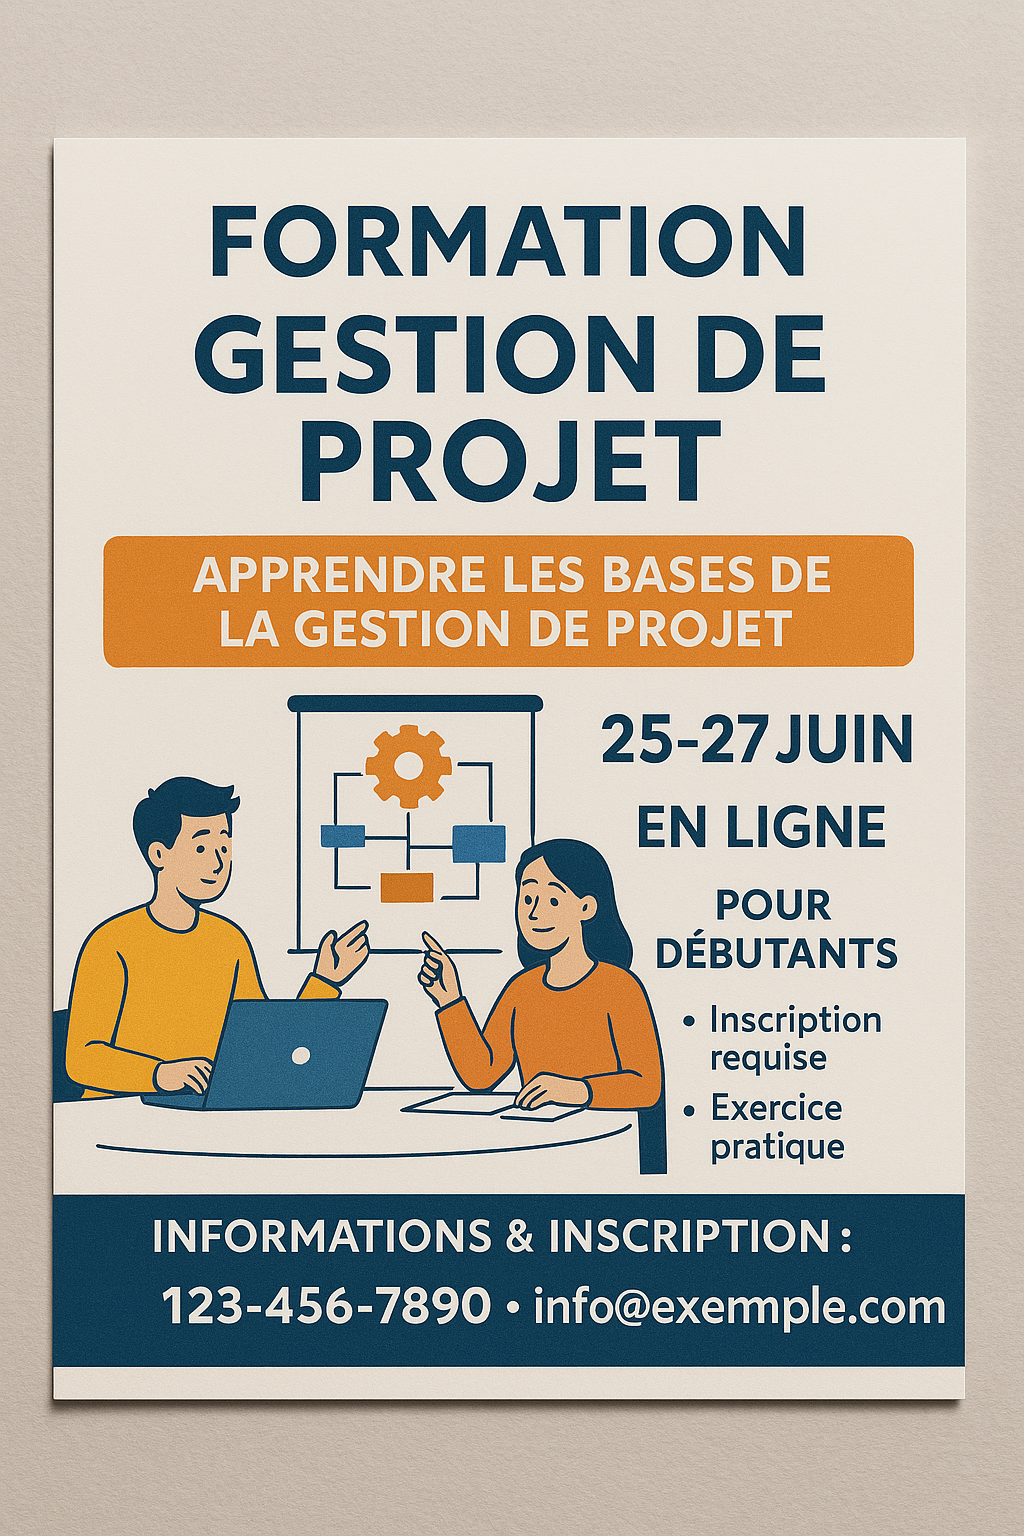 FORMATION
GESTION DE
PROJET
APPRENDRE LES BASES DE
LA GESTION DE PROJET
25-27 JUIN
EN LIGNE
POUR
DÉBUTANTS
• Inscription
requise
• Exercice
pratique
INFORMATIONS & INSCRIPTION :
123-456-7890 • info@exemple.com